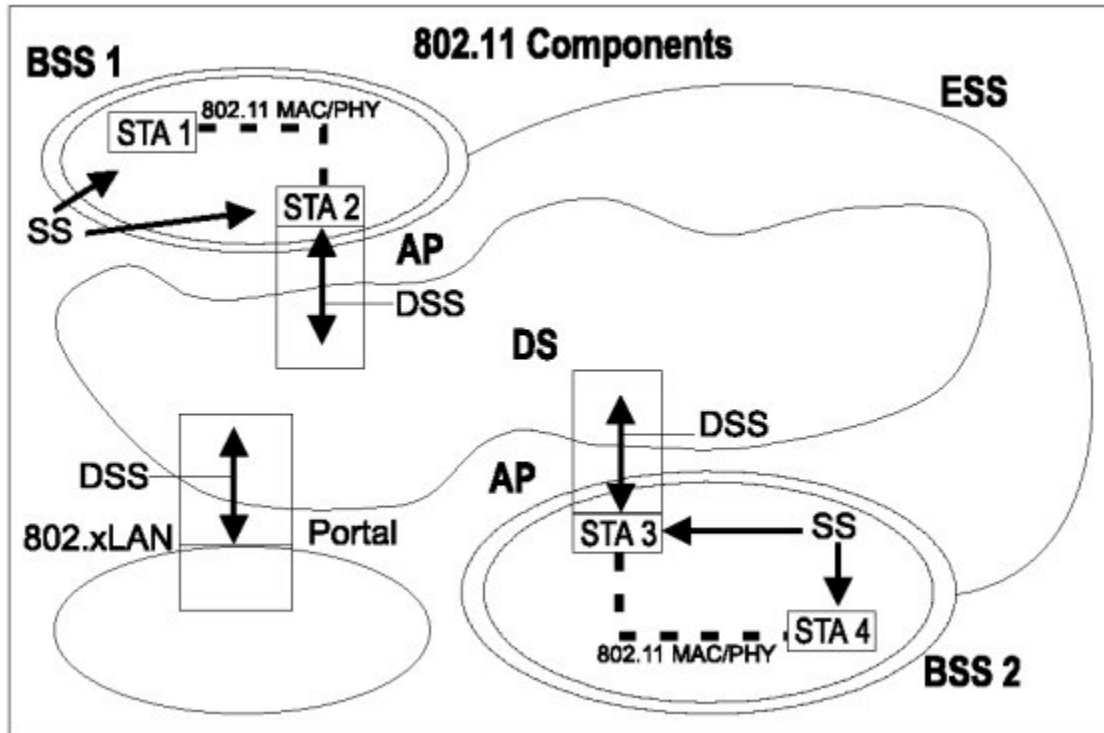 802.11 Components
BSS 1
ESS
802.11 MAC/PHY
STA 1
STA 2
SS
AP
DSS
DS
DSS
DSS
AP
802.xLAN
Portal
STA 3
SS
STA 4
802.11 MAC/PHY
BSS 2